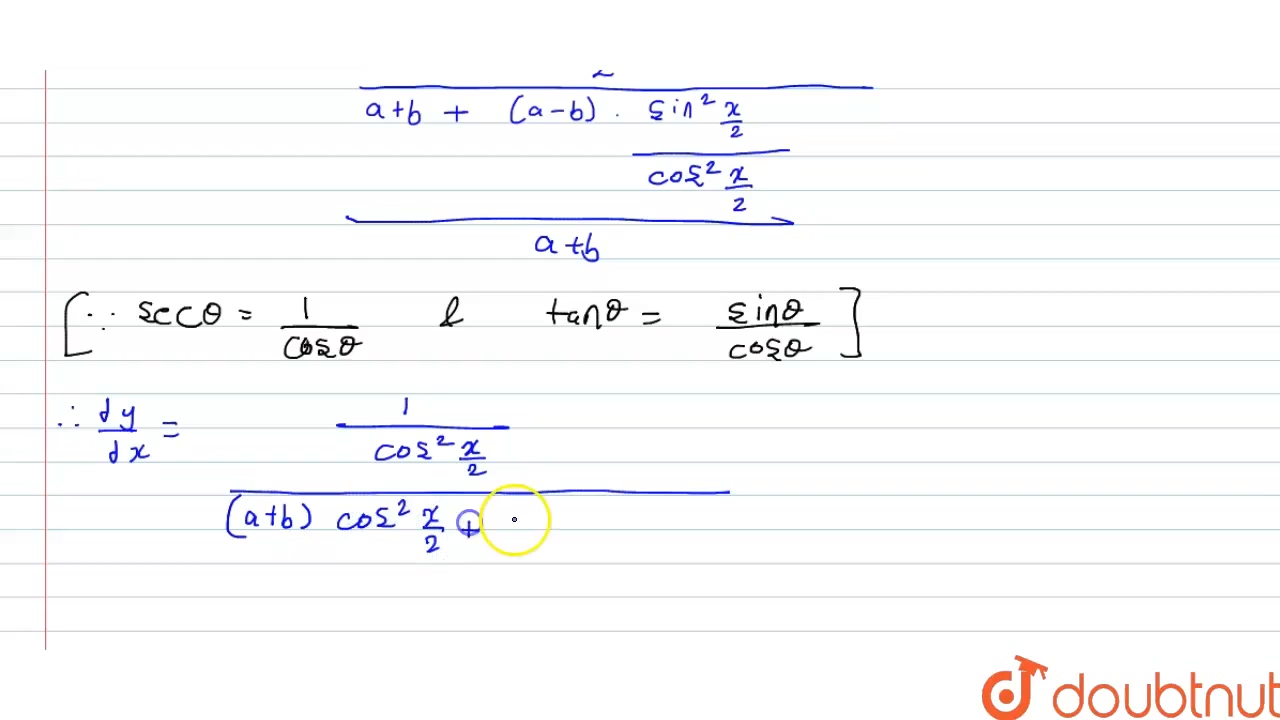 a+b + (a-b) . sin² x/2
cos² x/2
a+b
[∵ secθ = 1/cosθ & tanθ = sinθ/cosθ]
∴ dy/dx = 1/cos² x/2
(a+b) cos² x/2 +
doubtnut